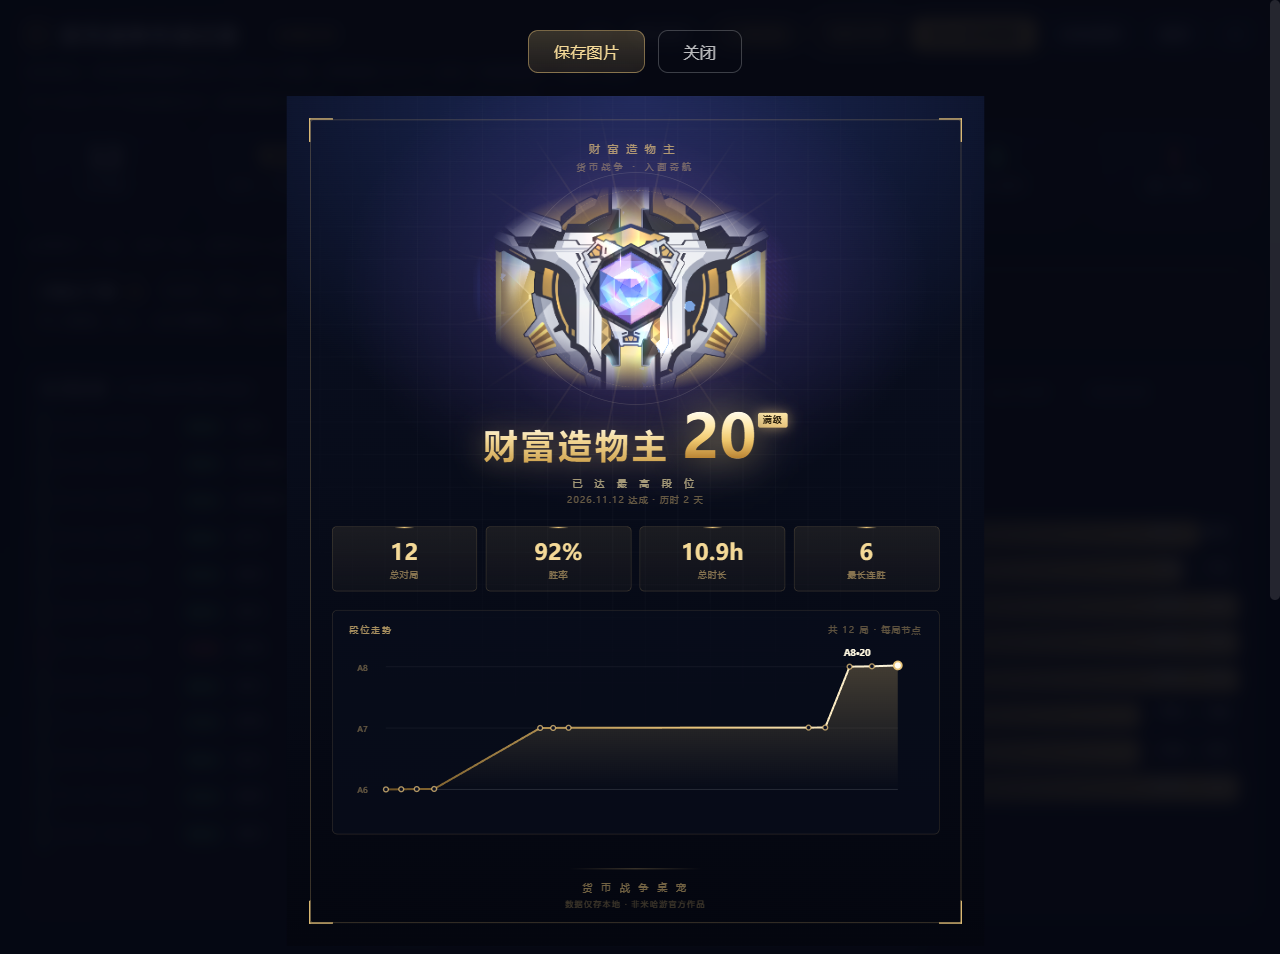 保存图片
关闭
财富造物主
货币战争 · 入圆奇航
财富造物主 20 满级
已达最高段位
2026.11.12 达成 · 历时 2 天
12
总对局
92%
胜率
10.9h
总时长
6
最长连胜
段位走势
共 12 局 · 每局节点
A8•20
A8
A7
A6
货币战争桌宠
数据仅存本地 · 非米哈游官方作品